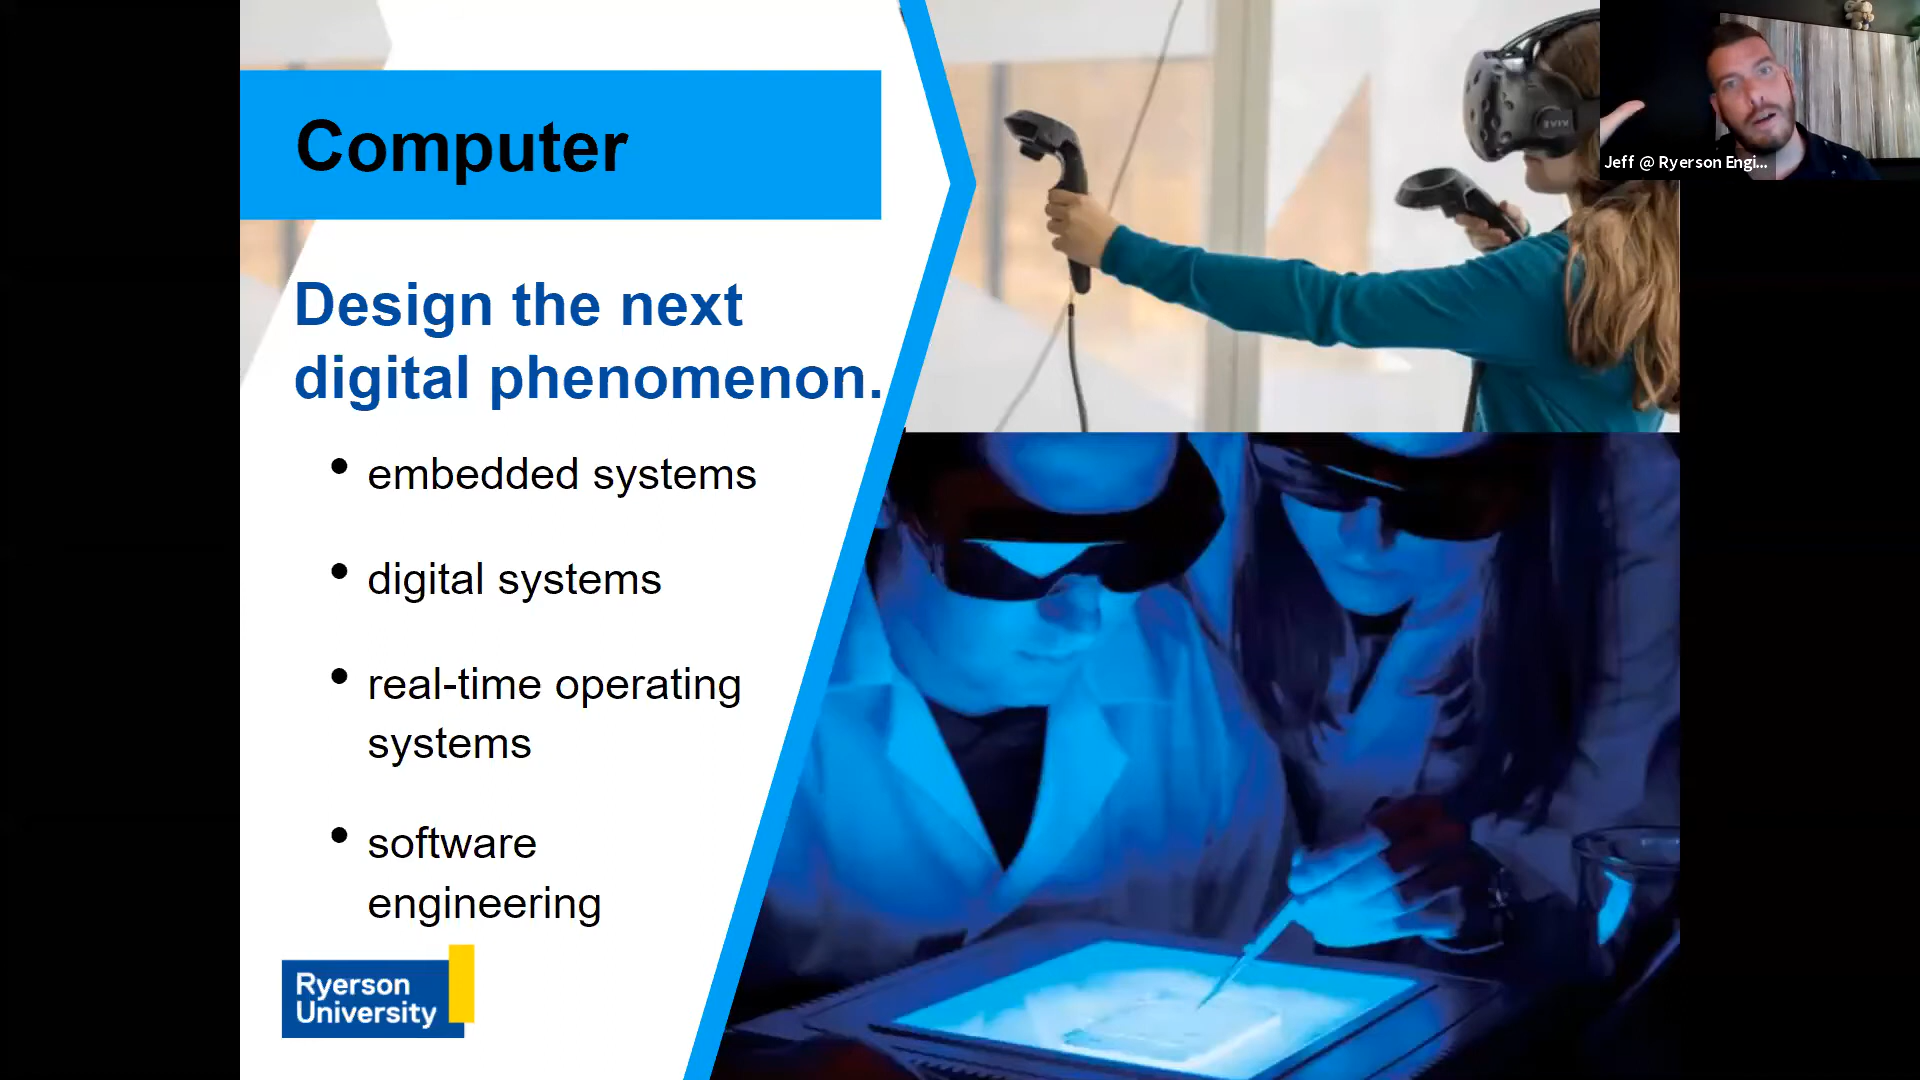 Computer
Design the next
digital phenomenon.
• embedded systems
• digital systems
• real-time operating
systems
• software
engineering
Ryerson
University
VIVE
Jeff @ Ryerson Engi...